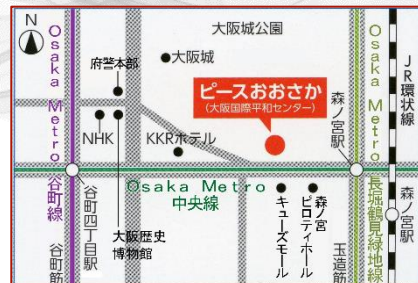 N
大阪城公園
大阪城
府警本部
ピースおおさか
(大阪国際平和センター)
NHK
KKRホテル
大阪歴史
博物館
Osaka Metro
谷町線
谷町四丁目駅
谷町筋
Osaka Metro
中央線
キューズモール
森ノ宮
ピロティホール
森ノ宮駅
玉造筋
Osaka Metro
長堀鶴見緑地線
JR環状線
森ノ宮駅